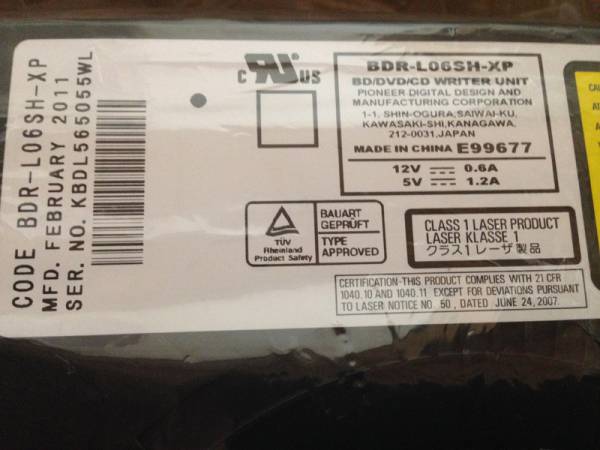 CODE BDR-L06SH-XP
MFD. FEBRUARY 2011
SER. NO. KBDL565055WL
C RU US
BDR-L06SH-XP
BD/DVD/CD WRITER UNIT
PIONEER DIGITAL DESIGN AND
MANUFACTURING CORPORATION
1-1, SHIN-OGURA,SAIWAI-KU,
KAWASAKI-SHI,KANAGAWA,
212-0031,JAPAN
MADE IN CHINA E99677
12V ⎓ 0.6A
5V ⎓ 1.2A
TÜV
Rheinland
Product Safety
BAUART
GEPRÜFT
TYPE
APPROVED
CLASS 1 LASER PRODUCT
LASER KLASSE 1
クラス1レーザ製品
CERTIFICATION-THIS PRODUCT COMPLIES WITH 21 CFR
1040.10 AND 1040.11 EXCEPT FOR DEVIATIONS PURSUANT
TO LASER NOTICE NO. 50, DATED JUNE 24, 2007.